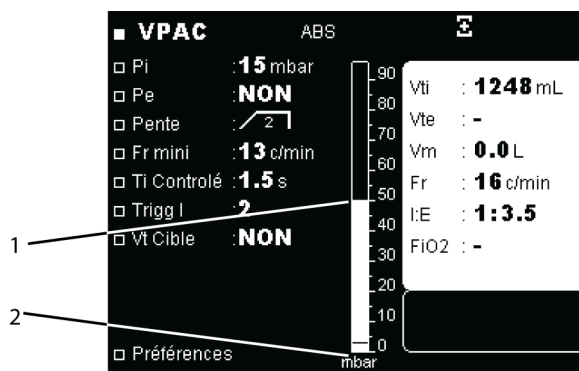 VPAC ABS
Pi :15 mbar
Pe :NON
Pente : 2
Fr mini :13 c/min
Ti Controlé :1.5 s
Trigg I :2
Vt Cible :NON
Préférences
90
80
70
60
50
40
30
20
10
0
mbar
Vti : 1248 mL
Vte : -
Vm : 0.0 L
Fr : 16 c/min
I:E : 1:3.5
FiO2 : -
1
2